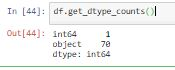 In [44]: df.get_dtype_counts()
Out[44]: int64 1
object 70
dtype: int64